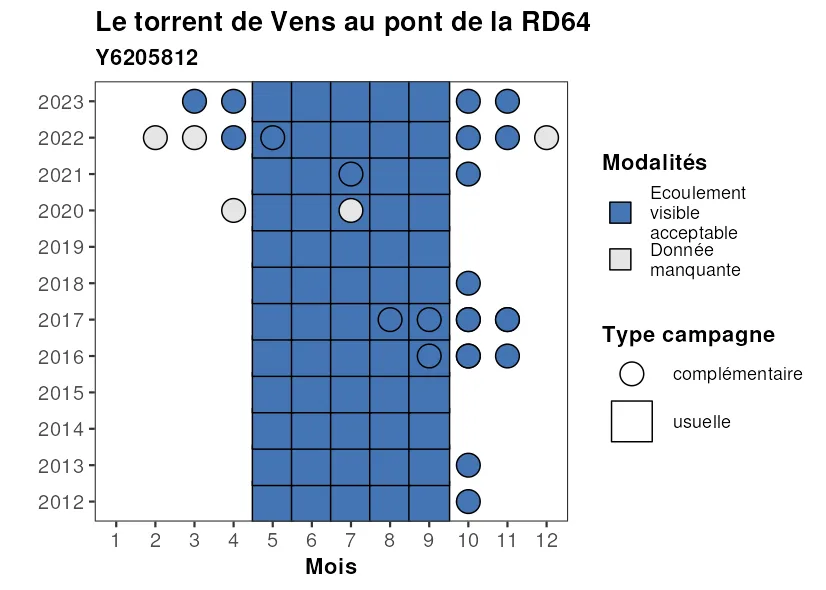 Le torrent de Vens au pont de la RD64
Y6205812
2023
2022
2021
2020
2019
2018
2017
2016
2015
2014
2013
2012
1 2 3 4 5 6 7 8 9 10 11 12
Mois
Modalités
Ecoulement
visible
acceptable
Donnée
manquante
Type campagne
complémentaire
usuelle